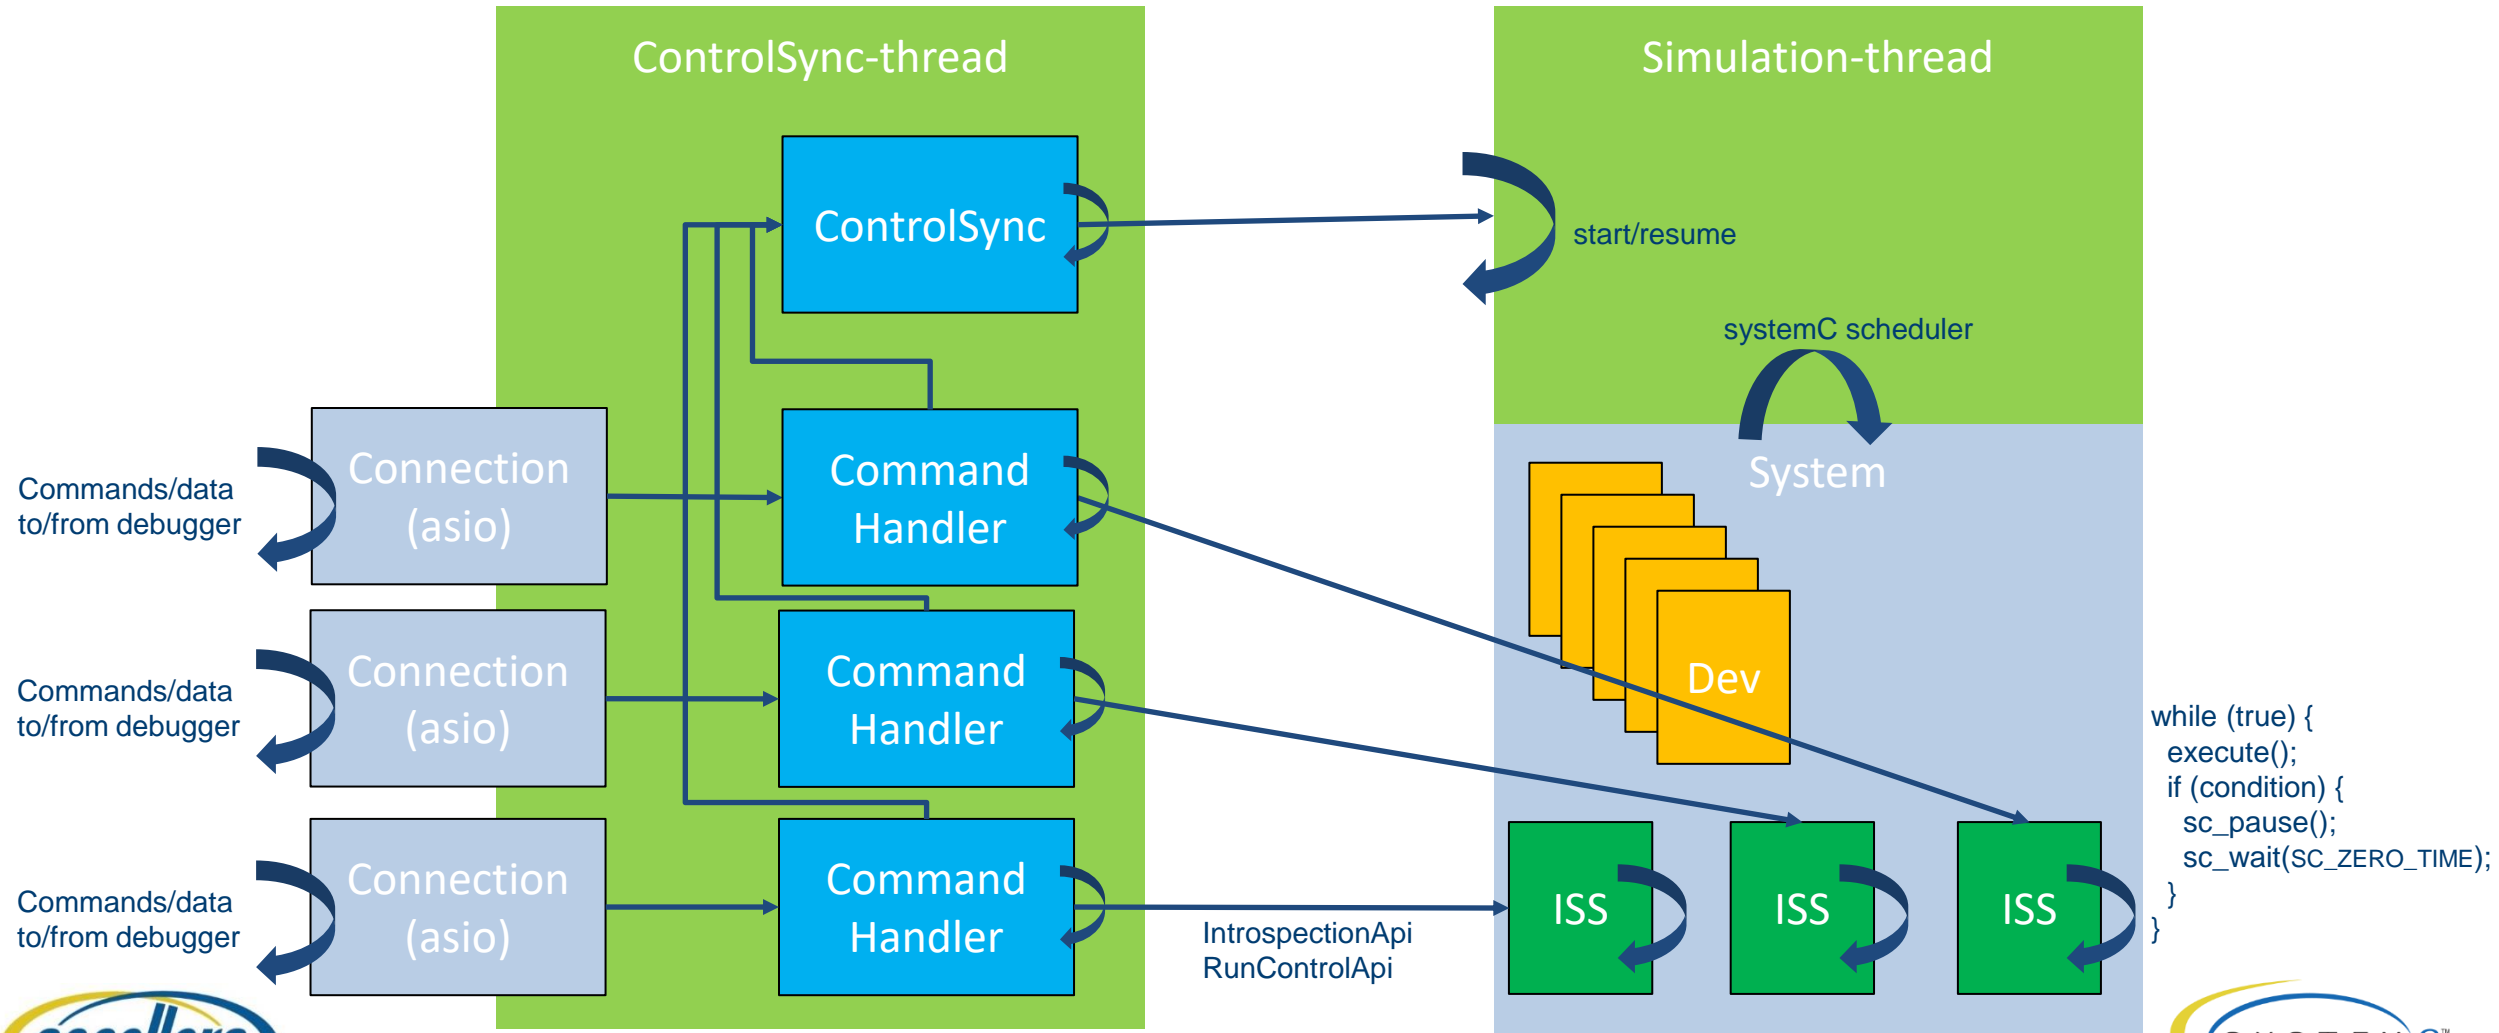 ControlSync-thread
Simulation-thread
ControlSync
start/resume
systemC scheduler
Commands/data
to/from debugger
Connection
(asio)
Command
Handler
System
Commands/data
to/from debugger
Connection
(asio)
Command
Handler
Dev
while (true) {
execute();
if (condition) {
sc_pause();
sc_wait(SC_ZERO_TIME);
}
}
Commands/data
to/from debugger
Connection
(asio)
Command
Handler
IntrospectionApi
RunControlApi
ISS
ISS
ISS